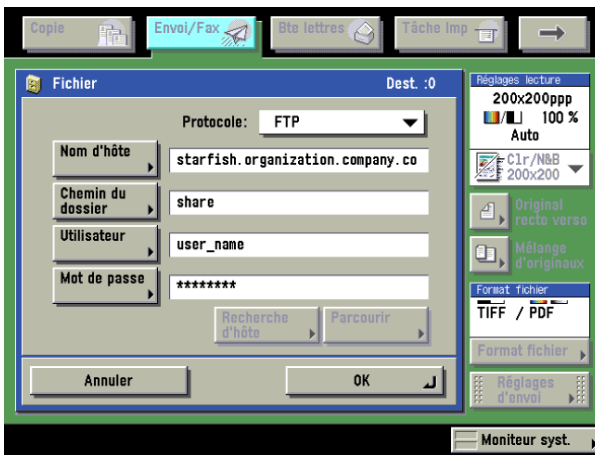 Copie
Envoi/Fax
Bte lettres
Tâche Imp
Fichier
Dest. :0
Protocole:
FTP
Nom d'hôte
starfish.organization.company.co
Chemin du
dossier
share
Utilisateur
user_name
Mot de passe
********
Recherche
d'hôte
Parcourir
Annuler
OK
Réglages lecture
200x200ppp
100 %
Auto
Clr/N&B
200x200
Original
recto verso
Mélange
d'originaux
Format fichier
TIFF / PDF
Format fichier
Réglages
d'envoi
Moniteur syst.